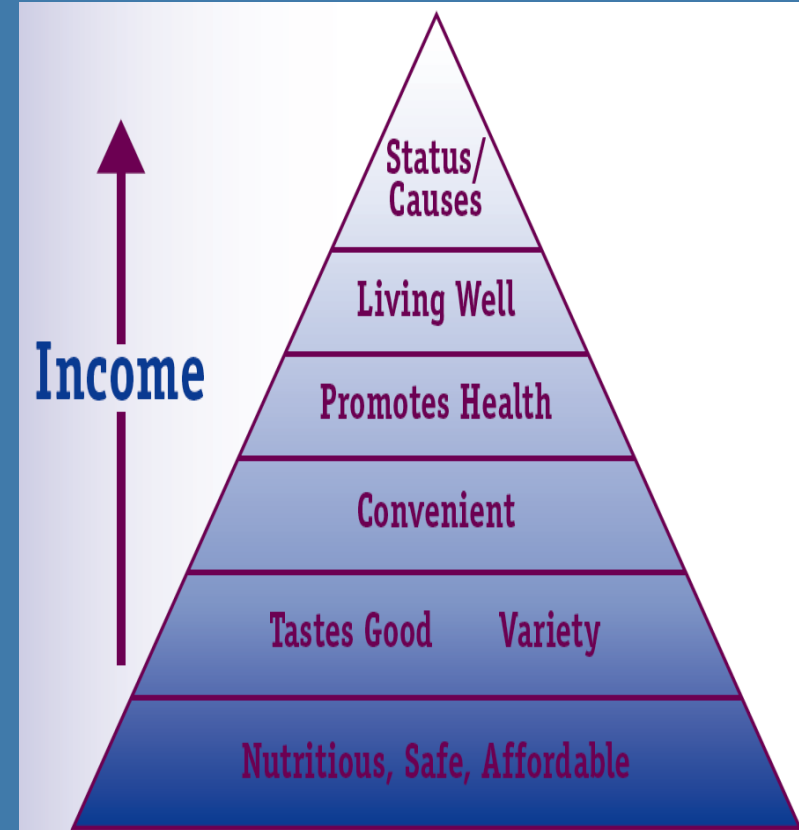 Status/
Causes
Living Well
Income
Promotes Health
Convenient
Tastes Good Variety
Nutritious, Safe, Affordable